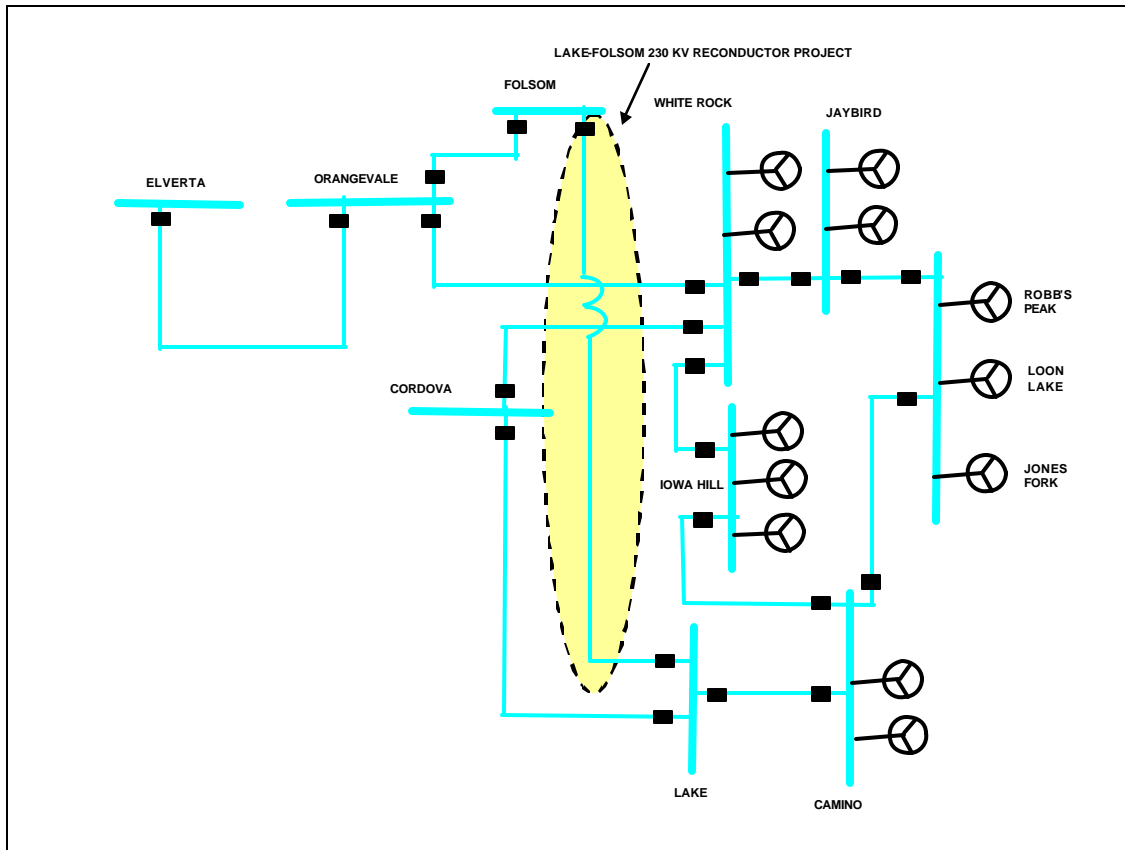 LAKE-FOLSOM 230 KV RECONDUCTOR PROJECT
FOLSOM
WHITE ROCK
JAYBIRD
ELVERTA
ORANGEVALE
ROBB'S
PEAK
CORDOVA
LOON
LAKE
IOWA HILL
JONES
FORK
LAKE
CAMINO